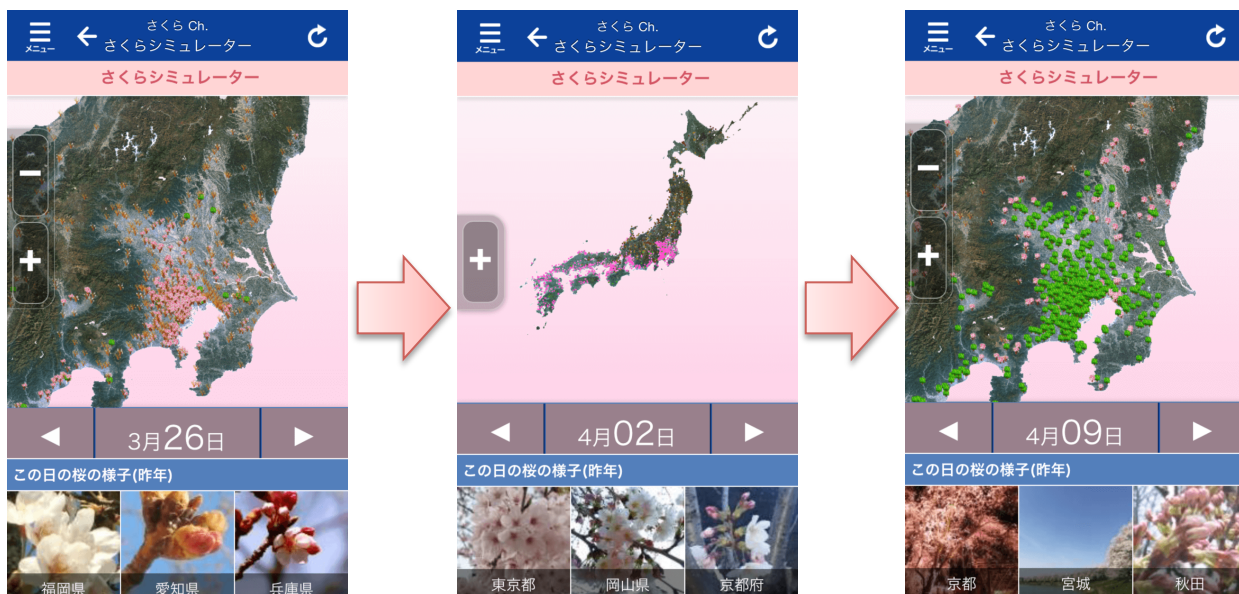 メニュー
さくら Ch.
さくらシミュレーター
さくらシミュレーター
3月26日
この日の桜の様子(昨年)
福岡県
愛知県
兵庫県
メニュー
さくら Ch.
さくらシミュレーター
さくらシミュレーター
4月02日
この日の桜の様子(昨年)
東京都
岡山県
京都府
メニュー
さくら Ch.
さくらシミュレーター
さくらシミュレーター
4月09日
この日の桜の様子(昨年)
京都
宮城
秋田